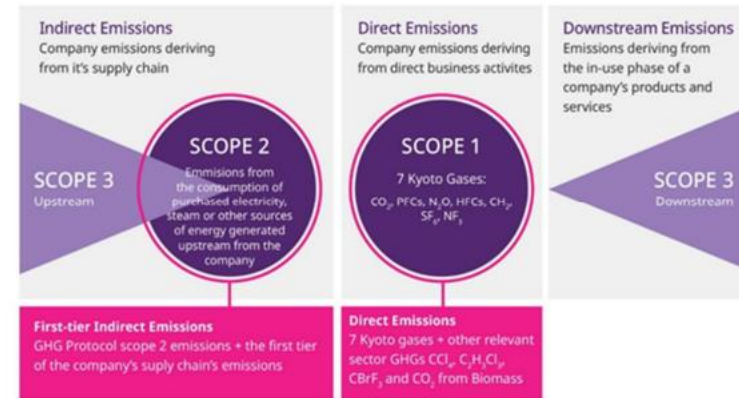 Indirect Emissions
Company emissions deriving
from it's supply chain
SCOPE 3
Upstream
SCOPE 2
Emmisions from
the consumption of
purchased electricity,
steam or other sources
of energy generated
upstream from the
company
First-tier Indirect Emissions
GHG Protocol scope 2 emissions + the first tier
of the company's suply chain's emissions
Direct Emissions
Company emissions deriving
from direct business activites
SCOPE 1
7 Kyoto Gases:
CO₂, PFCs, N₂O, HFCs, CH₂,
SF₆, NF₃
Direct Emissions
7 Kyoto gases + other relevant
sector GHGs CCl₄, C₂H₃Cl₃,
CBrF₃ and CO₂ from Biomass
Downstream Emissions
Emissions deriving from
the in-use phase of a
company's products and
services
SCOPE 3
Downstream